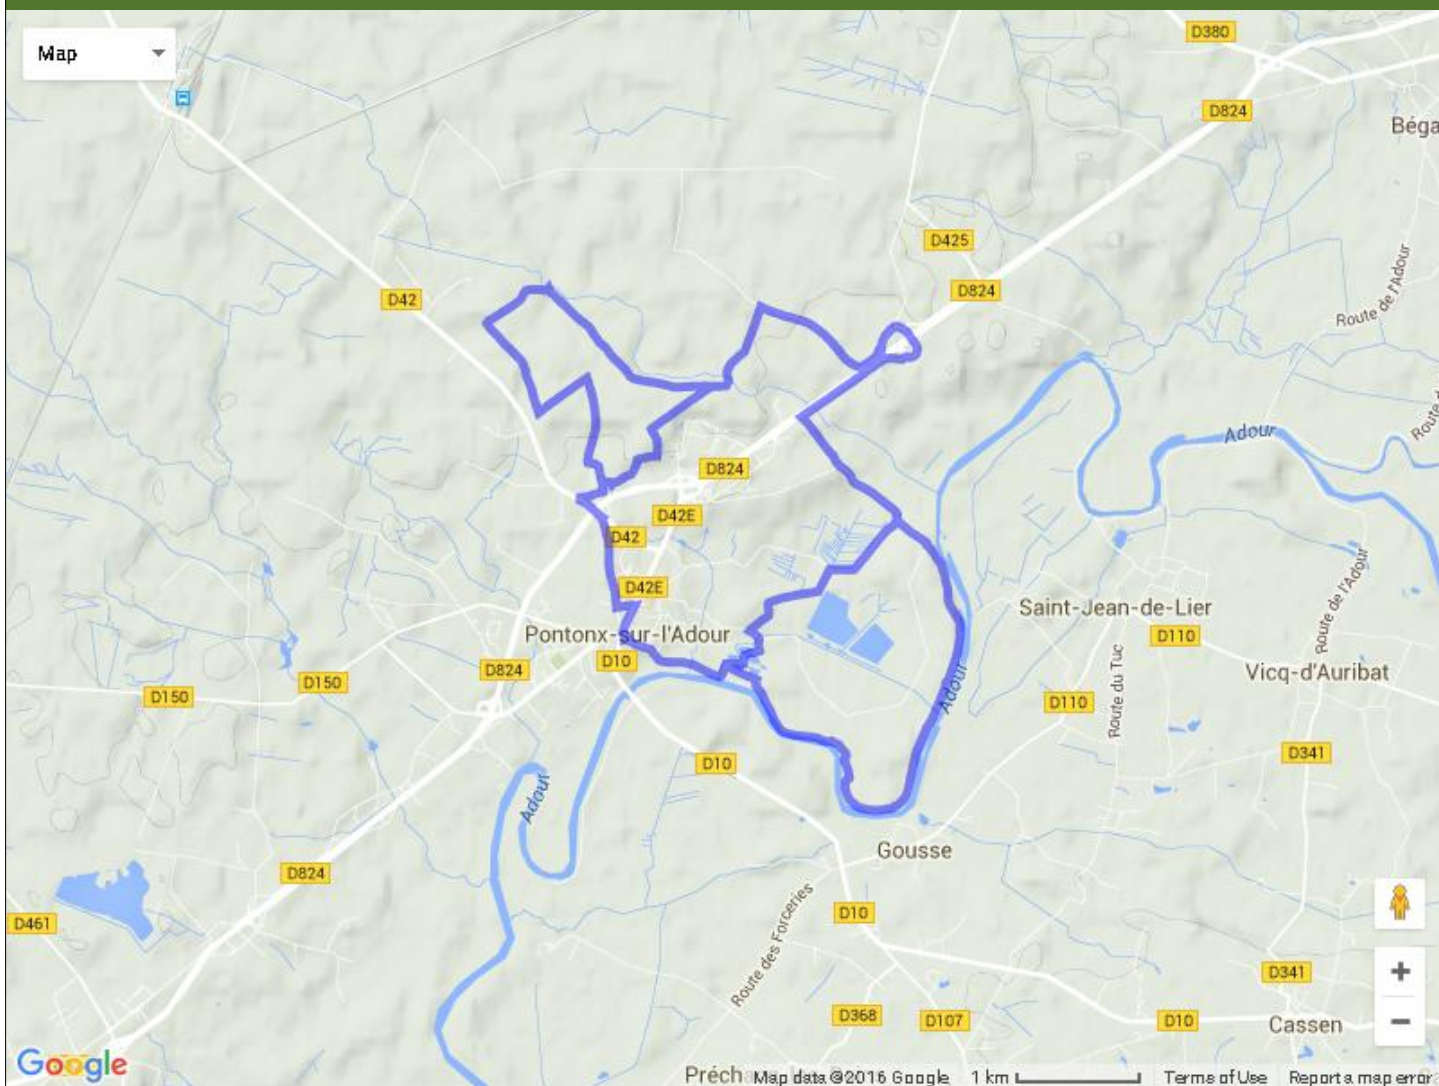 Map
D380
D824
Béga
D425
D42
D824
Route de l'Adour
Adour
D824
D42E
D42
D42E
Pontonx-sur-l'Adour
D10
D824
D150
D150
Saint-Jean-de-Lier
D110
Route de l'Adour
Vicq-d'Auribat
Route du Tuc
D110
Adour
D341
D10
Adour
Gousse
D824
D461
D10
Route des Forceries
D341
D368
D107
D10
Cassen
Google
Préch
Map data ©2016 Google
1 km
Terms of Use
Report a map error